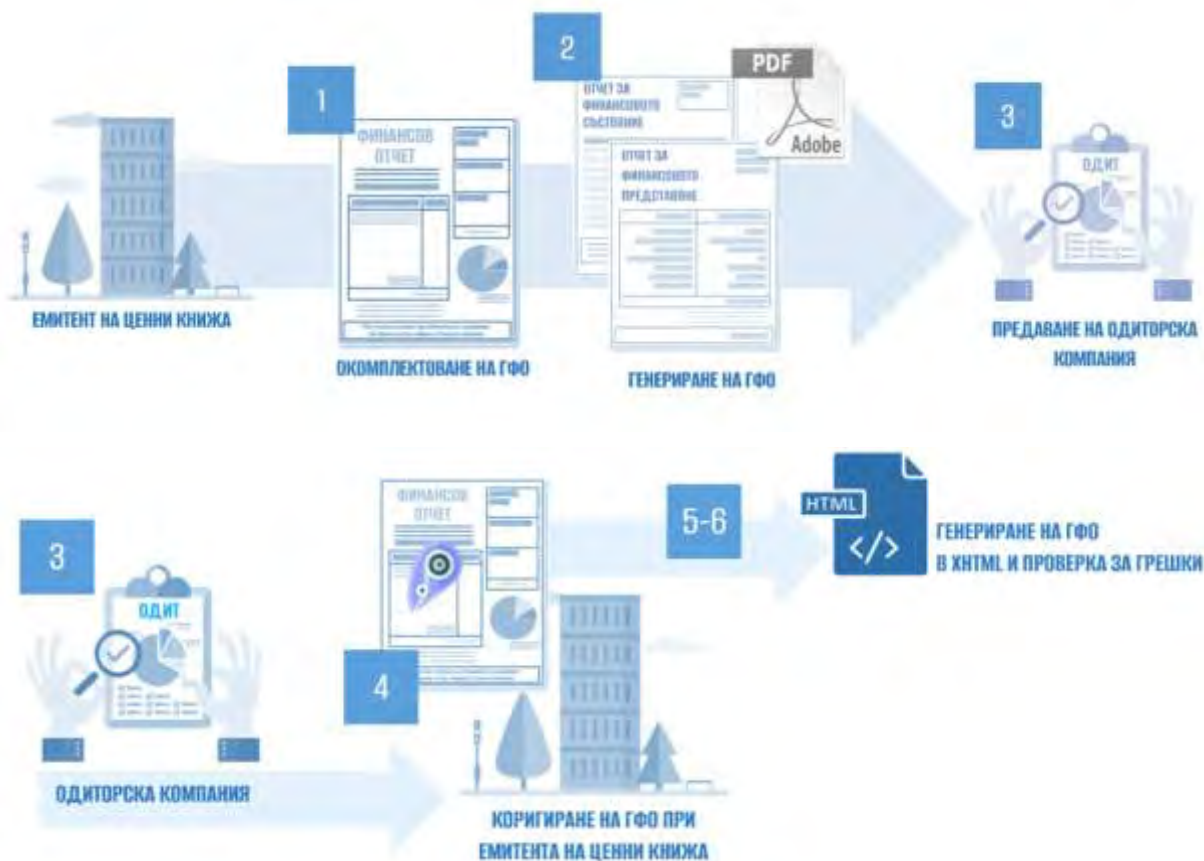 1
2
3
ФИНАНСОВ
ОТЧЕТ
ОТЧЕТ ЗА
ФИНАНСОВОТО
СЪСТОЯНИЕ
ОТЧЕТ ЗА
ФИНАНСОВОТО
ПРЕДСТАВЯНЕ
PDF
Adobe
ОДИТ
ЕМИТЕНТ НА ЦЕННИ КНИЖА
ОКОМПЛЕКТОВАНЕ НА ГФО
ГЕНЕРИРАНЕ НА ГФО
ПРЕДАВАНЕ НА ОДИТОРСКА
КОМПАНИЯ
3
ОДИТ
ОДИТОРСКА КОМПАНИЯ
ФИНАНСОВ
ОТЧЕТ
4
КОРИГИРАНЕ НА ГФО ПРИ
ЕМИТЕНТА НА ЦЕННИ КНИЖА
5-6
HTML
</>
ГЕНЕРИРАНЕ НА ГФО
В XHTML И ПРОВЕРКА ЗА ГРЕШКИ